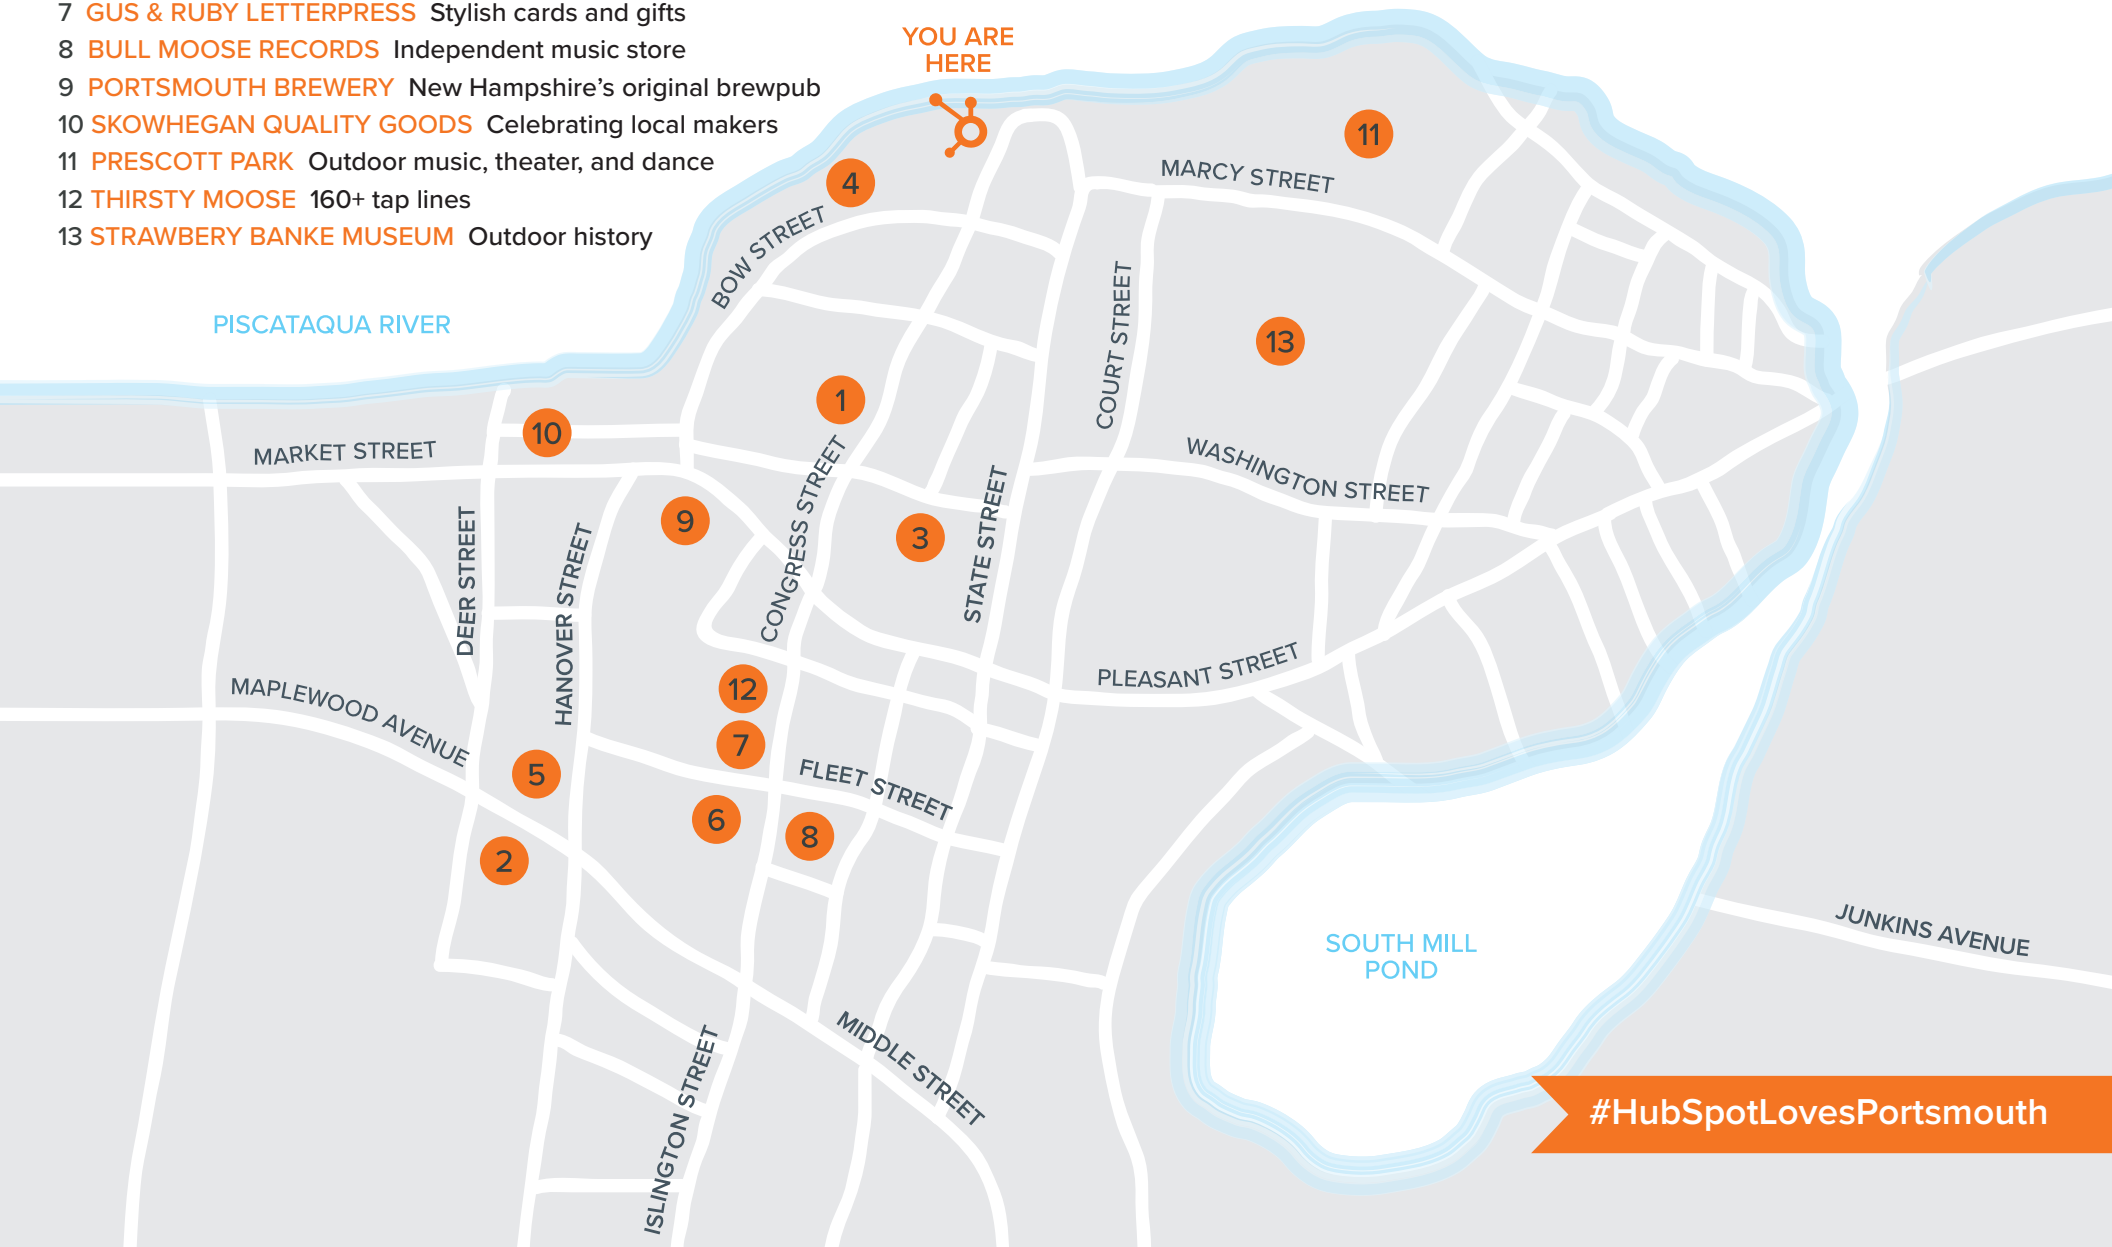 7 GUS & RUBY LETTERPRESS Stylish cards and gifts
8 BULL MOOSE RECORDS Independent music store
9 PORTSMOUTH BREWERY New Hampshire’s original brewpub
10 SKOWHEGAN QUALITY GOODS Celebrating local makers
11 PRESCOTT PARK Outdoor music, theater, and dance
12 THIRSTY MOOSE 160+ tap lines
13 STRAWBERY BANKE MUSEUM Outdoor history
YOU ARE
HERE
11
4
MARCY STREET
BOW STREET
PISCATAQUA RIVER
COURT STREET
13
1
10
MARKET STREET
CONGRESS STREET
WASHINGTON STREET
9
3
STATE STREET
DEER STREET
HANOVER STREET
12
PLEASANT STREET
MAPLEWOOD AVENUE
7
5
FLEET STREET
6
8
2
SOUTH MILL
POND
JUNKINS AVENUE
MIDDLE STREET
ISLINGTON STREET
#HubSpotLovesPortsmouth